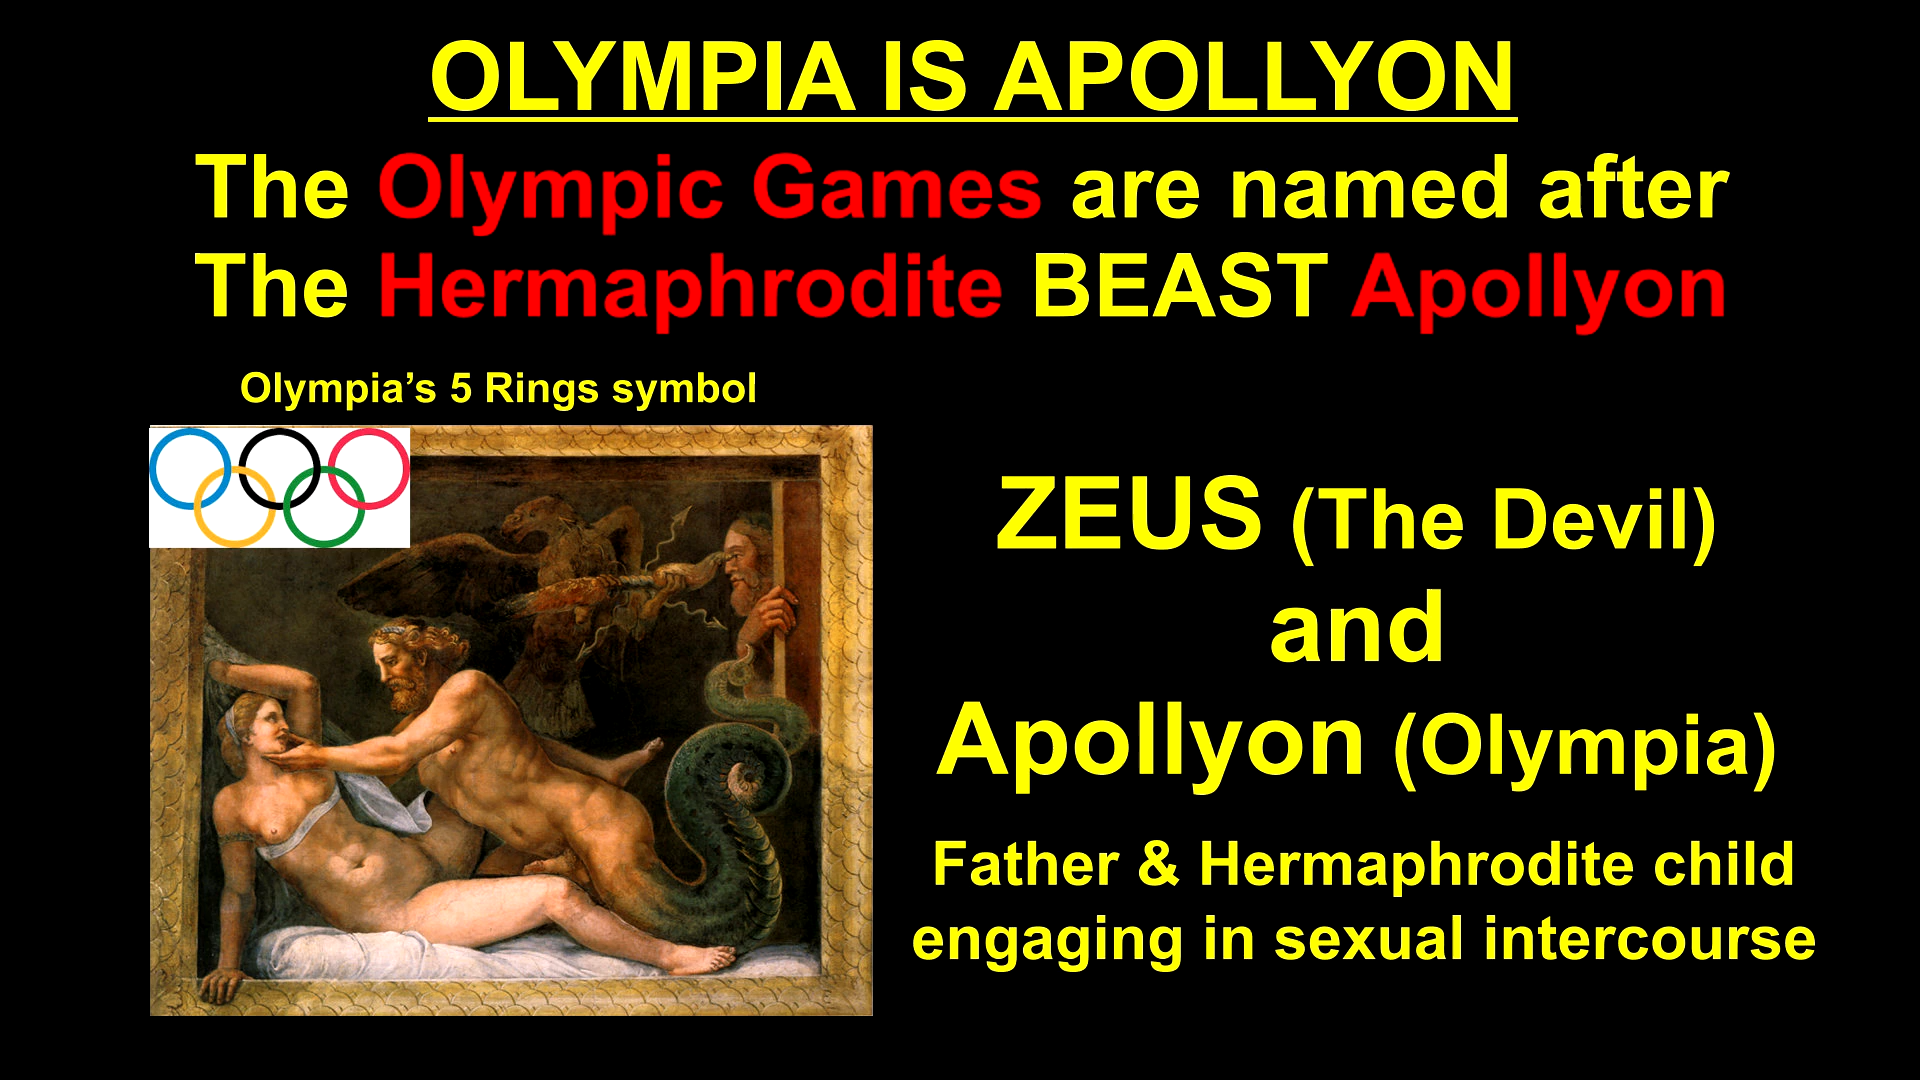 OLYMPIA IS APOLLYON
The Olympic Games are named after
The Hermaphrodite BEAST Apollyon
Olympia’s 5 Rings symbol
ZEUS (The Devil)
and
Apollyon (Olympia)
Father & Hermaphrodite child
engaging in sexual intercourse